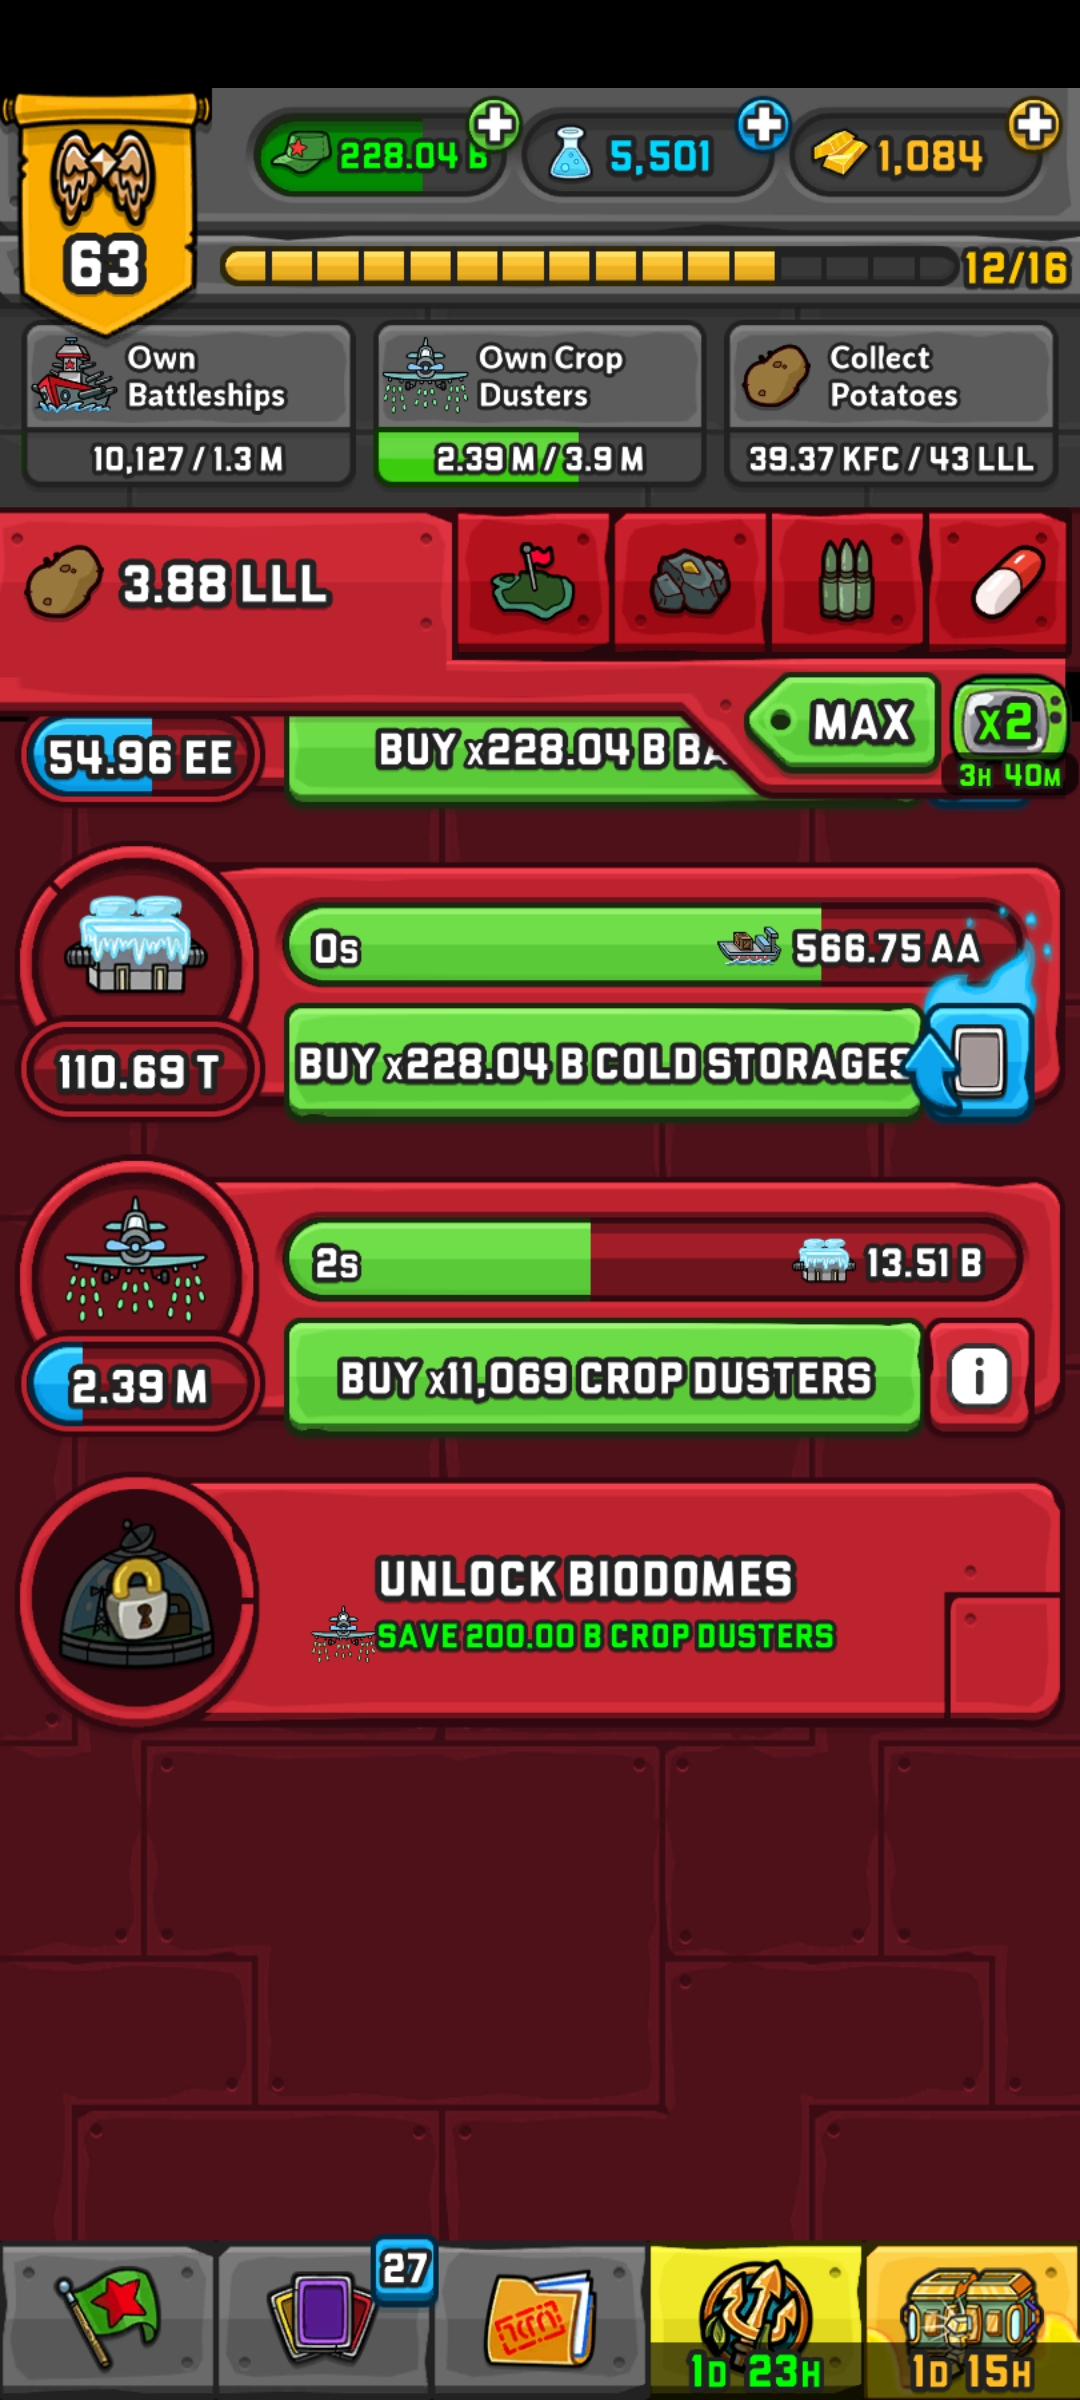 228.04 B
5,501
1,084
63
12/16
Own
Battleships
10,127 / 1.3 M
Own Crop
Dusters
2.39 M / 3.9 M
Collect
Potatoes
39.37 KFC / 43 LLL
3.88 LLL
MAX
x2
3H 40M
54.96 EE
BUY x228.04 B BA
0s
566.75 AA
110.69 T
BUY x228.04 B COLD STORAGES
2s
13.51 B
2.39 M
BUY x11,069 CROP DUSTERS
i
UNLOCK BIODOMES
SAVE 200.00 B CROP DUSTERS
27
1D 23H
1D 15H